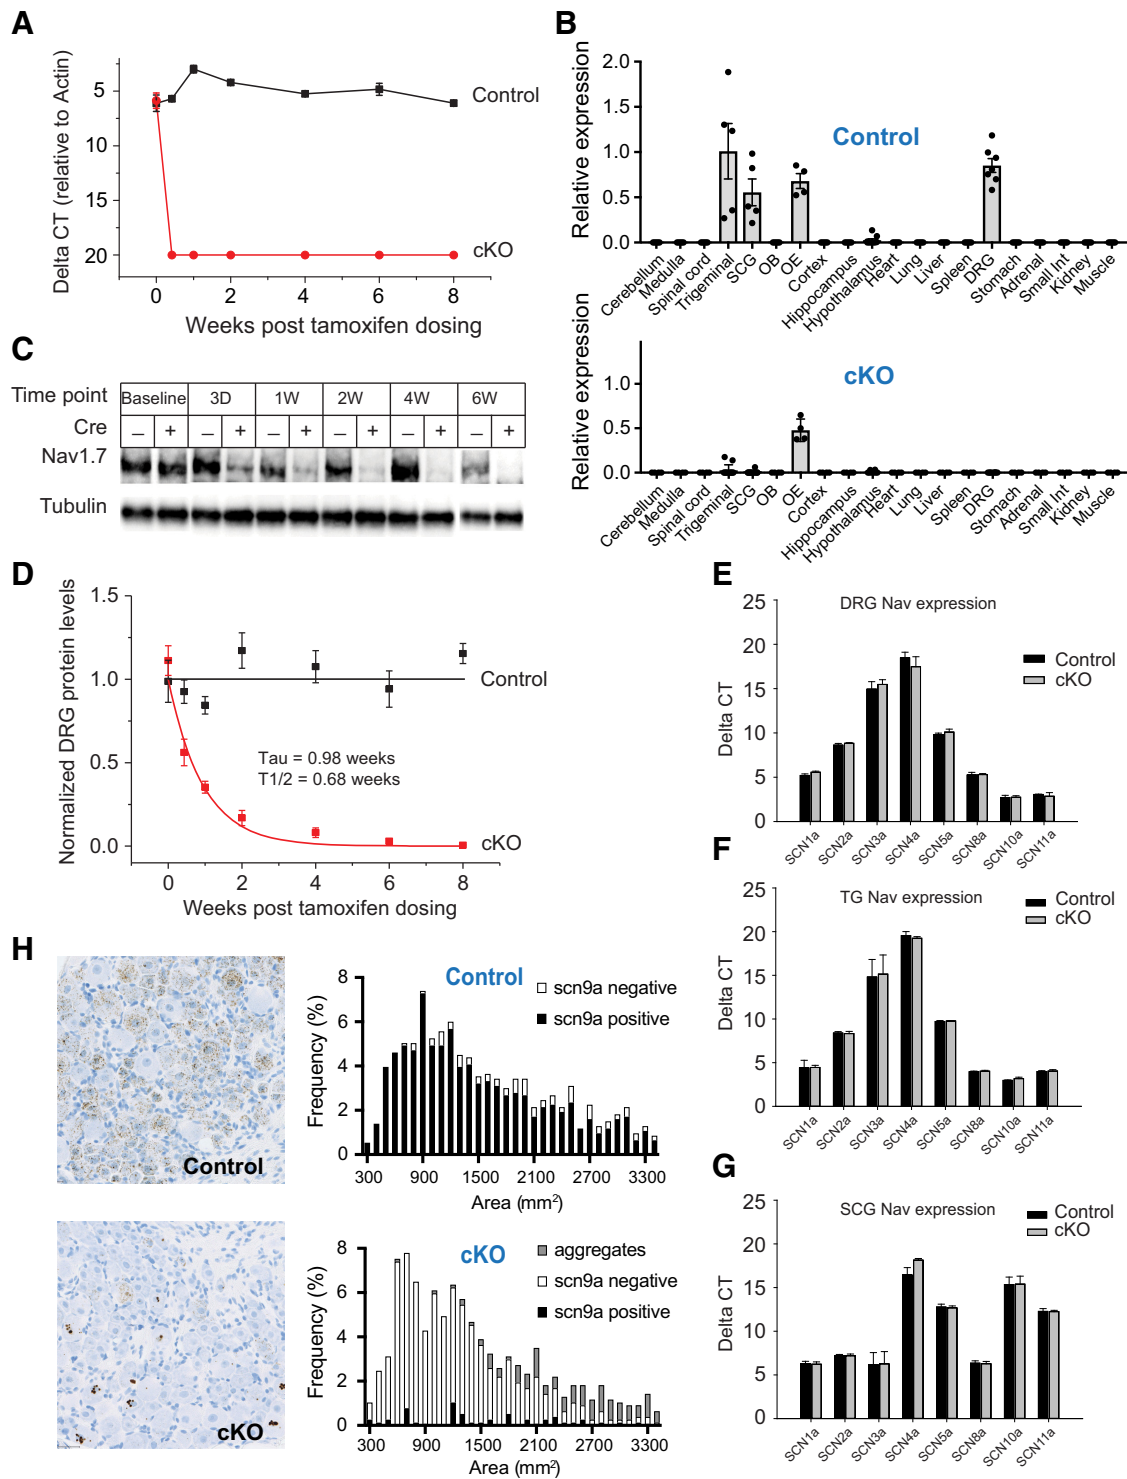 A
Delta CT (relative to Actin)
5
10
15
20
Control
cKO
0
2
4
6
8
Weeks post tamoxifen dosing
B
Relative expression
2.0
1.5
1.0
0.5
0.0
Control
Cerebellum
Medulla
Spinal cord
Trigeminal
SCG
OB
OE
Cortex
Hippocampus
Hypothalamus
Heart
Lung
Liver
Spleen
DRG
Stomach
Adrenal
Small Int
Kidney
Muscle
Relative expression
1.0
0.5
0.0
cKO
Cerebellum
Medulla
Spinal cord
Trigeminal
SCG
OB
OE
Cortex
Hippocampus
Hypothalamus
Heart
Lung
Liver
Spleen
DRG
Stomach
Adrenal
Small Int
Kidney
Muscle
C
Time point Baseline 3D 1W 2W 4W 6W
Cre – + – + – + – + – + – +
Nav1.7
Tubulin
D
Normalized DRG protein levels
1.5
1.0
0.5
0.0
Control
Tau = 0.98 weeks
T1/2 = 0.68 weeks
cKO
0
2
4
6
8
Weeks post tamoxifen dosing
E
DRG Nav expression
Delta CT
25
20
15
10
5
0
Control
cKO
SCN1a
SCN2a
SCN3a
SCN4a
SCN5a
SCN8a
SCN10a
SCN11a
F
TG Nav expression
Delta CT
25
20
15
10
5
0
Control
cKO
SCN1a
SCN2a
SCN3a
SCN4a
SCN5a
SCN8a
SCN10a
SCN11a
G
SCG Nav expression
Delta CT
25
20
15
10
5
0
Control
cKO
SCN1a
SCN2a
SCN3a
SCN4a
SCN5a
SCN8a
SCN10a
SCN11a
H
Control
cKO
Frequency (%)
8
6
4
2
0
Control
scn9a negative
scn9a positive
300
900
1500
2100
2700
3300
Area (mm²)
Frequency (%)
8
6
4
2
0
cKO
aggregates
scn9a negative
scn9a positive
300
900
1500
2100
2700
3300
Area (mm²)